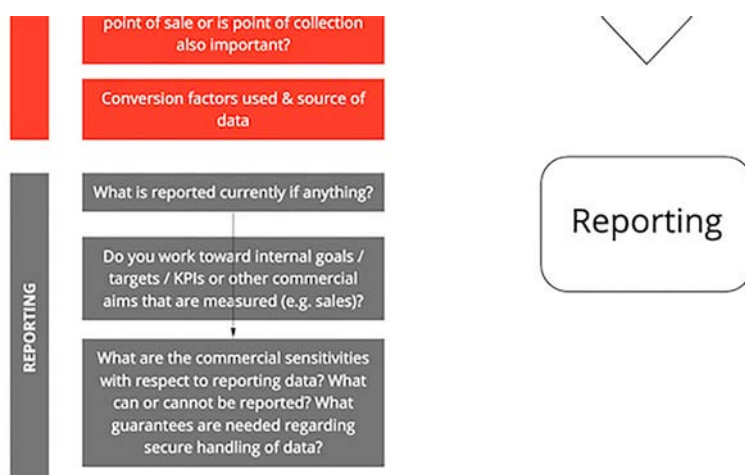 point of sale or is point of collection
also important?
Conversion factors used & source of
data
REPORTING
What is reported currently if anything?
Do you work toward internal goals /
targets / KPIs or other commercial
aims that are measured (e.g. sales)?
What are the commercial sensitivities
with respect to reporting data? What
can or cannot be reported? What
guarantees are needed regarding
secure handling of data?
Reporting